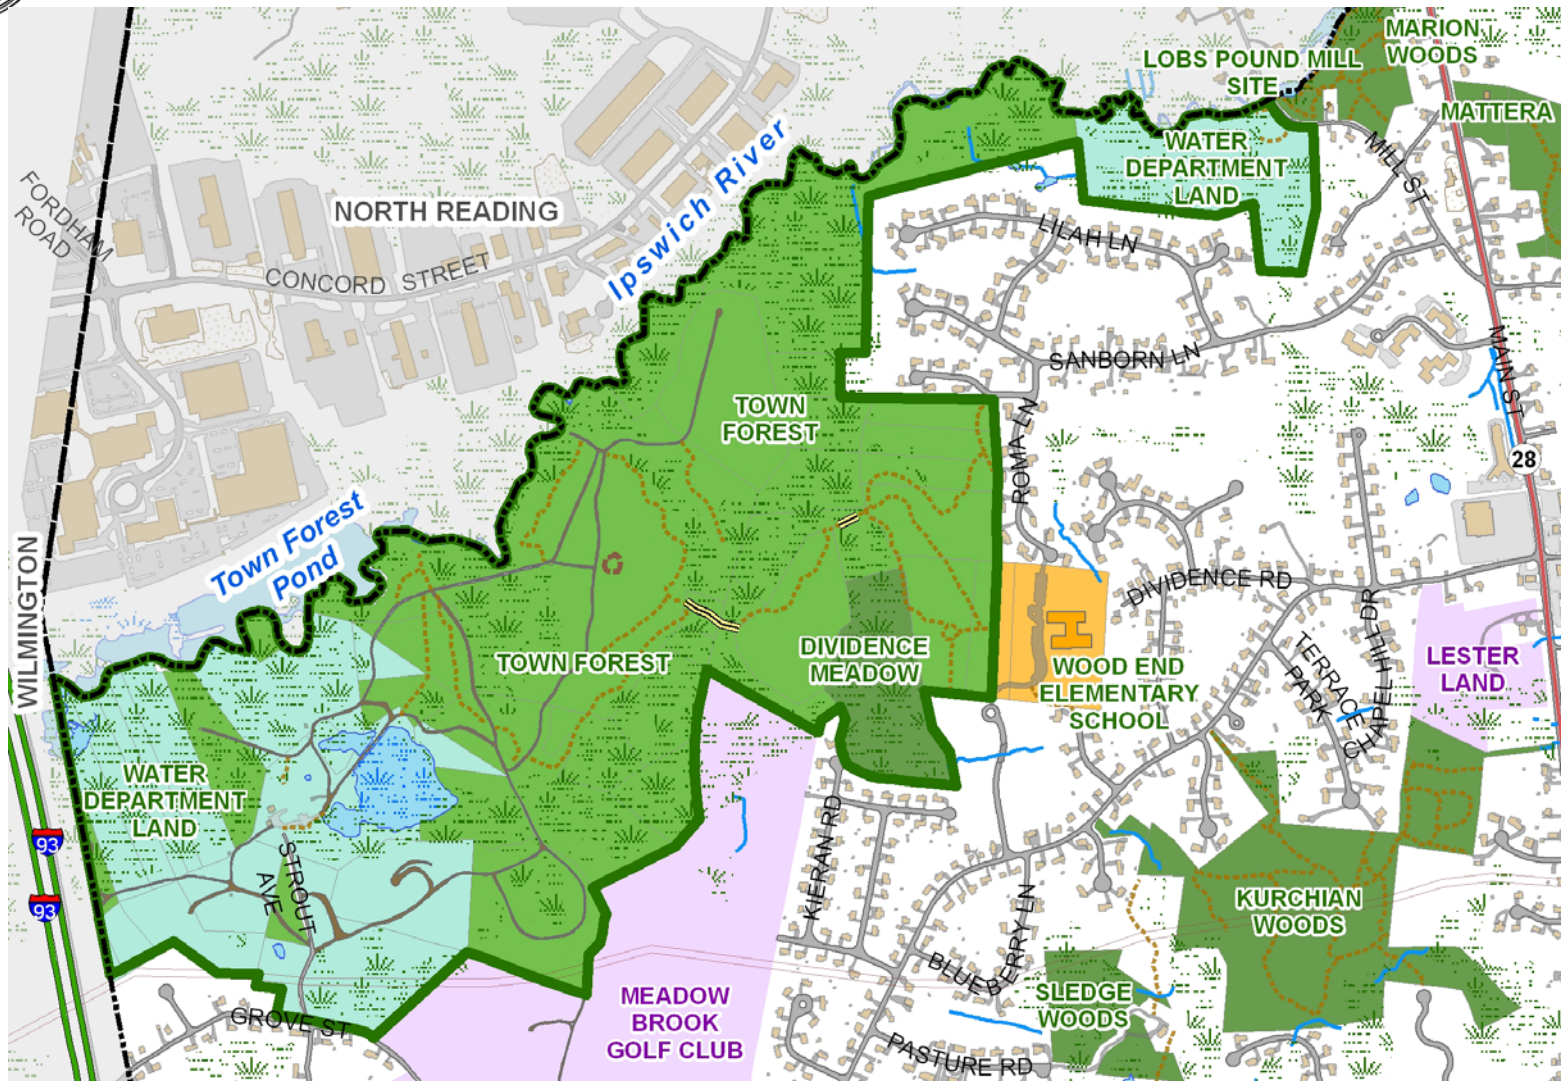 MARION
WOODS
LOBS POUND MILL
SITE
MATTERA
WATER
DEPARTMENT
LAND
MILL ST
FORDHAM
ROAD
NORTH READING
Ipswich River
CONCORD STREET
LILAH LN
SANBORN LN
MAIN ST
28
TOWN
FOREST
ROMIA LN
Town Forest
Pond
WILMINGTON
DIVIDENCE RD
TOWN FOREST
DIVIDENCE
MEADOW
WOOD END
ELEMENTARY
SCHOOL
TERRACE
PARK
CHAPEL HILL DR
LESTER
LAND
WATER
DEPARTMENT
LAND
93
93
STROUT
AVE
KIERAN RD
KURCHIAN
WOODS
BLUEBERRY LN
SLEDGE
WOODS
MEADOW
BROOK
GOLF CLUB
GROVE ST
PASTURE RD